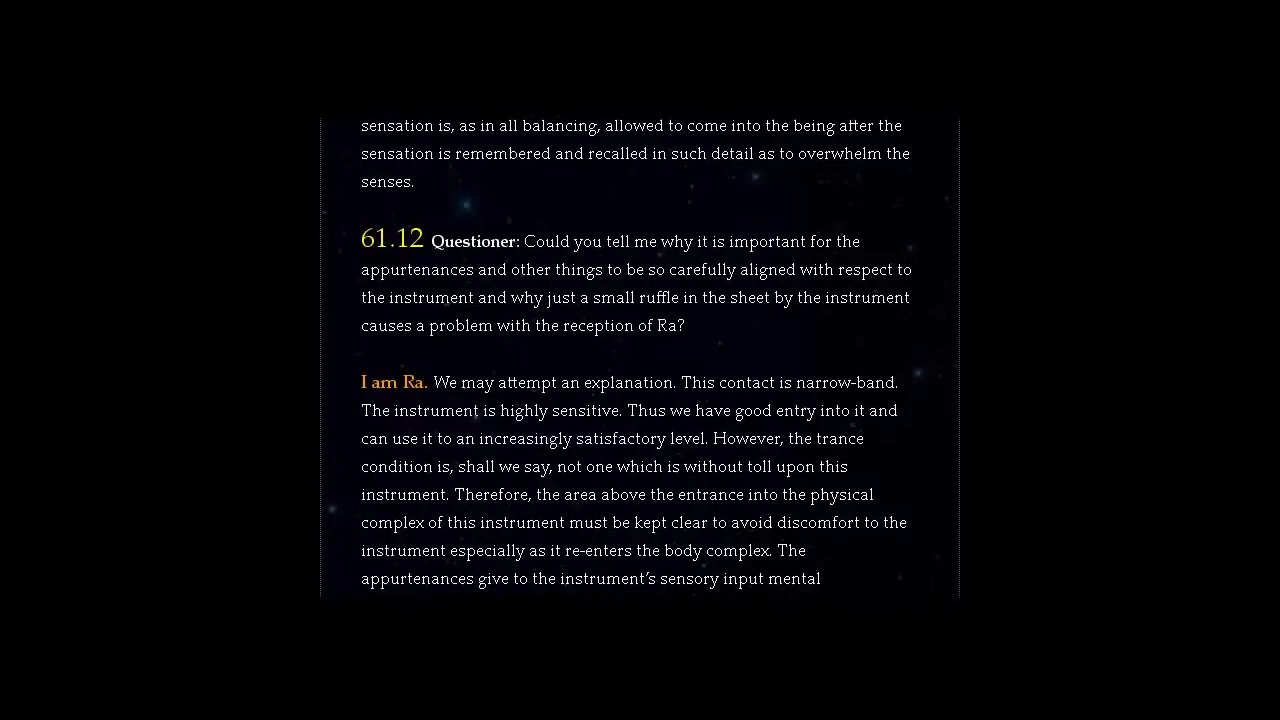 sensation is, as in all balancing, allowed to come into the being after the
sensation is remembered and recalled in such detail as to overwhelm the
senses.
61.12 Questioner: Could you tell me why it is important for the
appurtenances and other things to be so carefully aligned with respect to
the instrument and why just a small ruffle in the sheet by the instrument
causes a problem with the reception of Ra?
I am Ra. We may attempt an explanation. This contact is narrow-band.
The instrument is highly sensitive. Thus we have good entry into it and
can use it to an increasingly satisfactory level. However, the trance
condition is, shall we say, not one which is without toll upon this
instrument. Therefore, the area above the entrance into the physical
complex of this instrument must be kept clear to avoid discomfort to the
instrument especially as it re-enters the body complex. The
appurtenances give to the instrument's sensory input mental